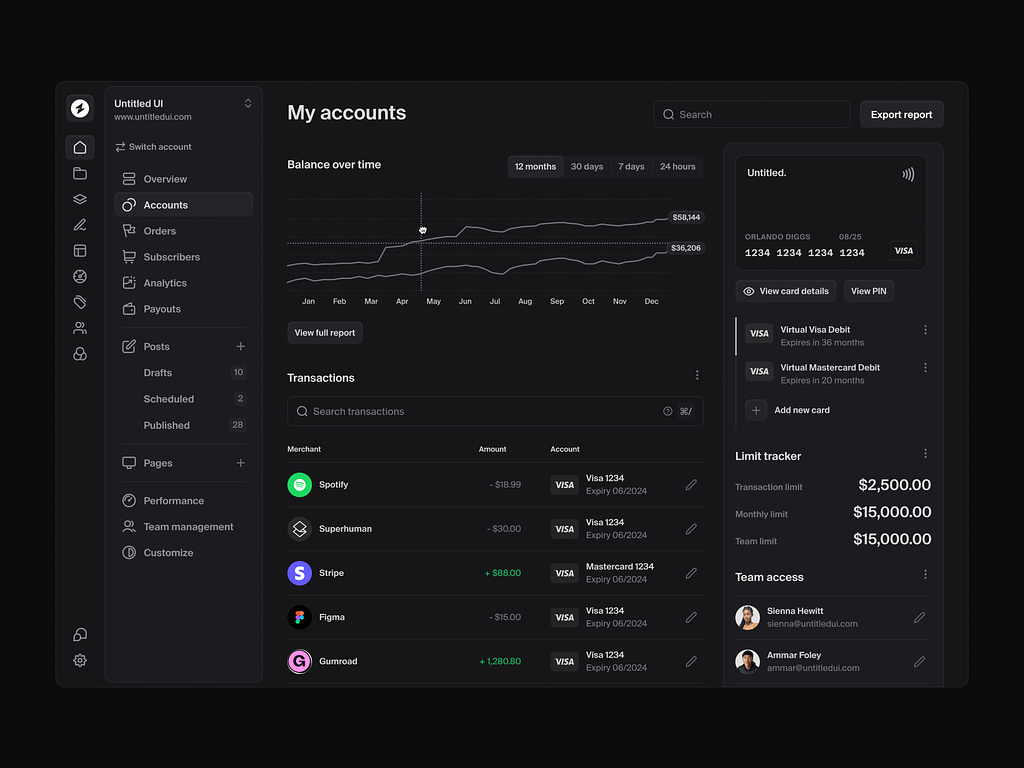 Untitled UI
www.untitledui.com
Switch account
Overview
Accounts
Orders
Subscribers
Analytics
Payouts
Posts
Drafts 10
Scheduled 2
Published 28
Pages
Performance
Team management
Customize
My accounts
Search
Export report
Balance over time
12 months 30 days 7 days 24 hours
$58,144
$36,206
Jan Feb Mar Apr May Jun Jul Aug Sep Oct Nov Dec
View full report
Transactions
Search transactions
⌘/
Merchant Amount Account
Spotify - $18.99 VISA Visa 1234
Expiry 06/2024
Superhuman - $30.00 VISA Visa 1234
Expiry 06/2024
S Stripe + $88.00 VISA Mastercard 1234
Expiry 06/2024
Figma - $15.00 VISA Visa 1234
Expiry 06/2024
G Gumroad + 1,280.80 VISA Visa 1234
Expiry 06/2024
Untitled.
ORLANDO DIGGS 08/25
1234 1234 1234 1234 VISA
View card details View PIN
VISA Virtual Visa Debit
Expires in 36 months
VISA Virtual Mastercard Debit
Expires in 20 months
Add new card
Limit tracker
Transaction limit $2,500.00
Monthly limit $15,000.00
Team limit $15,000.00
Team access
Sienna Hewitt
sienna@untitledui.com
Ammar Foley
ammar@untitledui.com